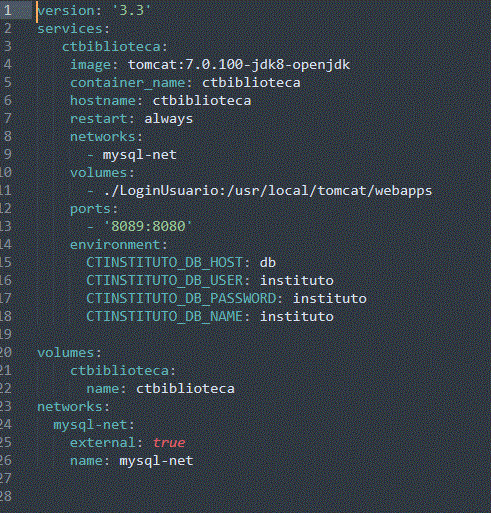 1 version: '3.3'
2 services:
3 ctbiblioteca:
4 image: tomcat:7.0.100-jdk8-openjdk
5 container_name: ctbiblioteca
6 hostname: ctbiblioteca
7 restart: always
8 networks:
9 - mysql-net
10 volumes:
11 - ./LoginUsuario:/usr/local/tomcat/webapps
12 ports:
13 - '8089:8080'
14 environment:
15 CTINSTITUTO_DB_HOST: db
16 CTINSTITUTO_DB_USER: instituto
17 CTINSTITUTO_DB_PASSWORD: instituto
18 CTINSTITUTO_DB_NAME: instituto
19
20 volumes:
21 ctbiblioteca:
22 name: ctbiblioteca
23 networks:
24 mysql-net:
25 external: true
26 name: mysql-net
27
28